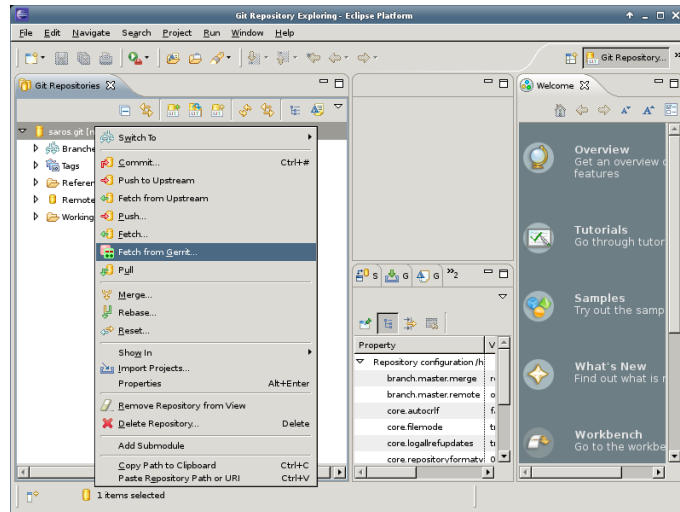 Git Repository Exploring - Eclipse Platform
File Edit Navigate Search Project Run Window Help
Git Repository...
Git Repositories
Welcome
saros.git
Switch To
Branche
Tags
Commit... Ctrl+#
Push to Upstream
Referen
Fetch from Upstream
Remote
Push...
Working
Fetch...
Fetch from Gerrit...
Pull
Merge...
Rebase...
Reset...
Show In
Import Projects...
Properties Alt+Enter
Remove Repository from View
Delete Repository... Delete
Add Submodule
Copy Path to Clipboard Ctrl+C
Paste Repository Path or URI Ctrl+V
1 items selected
S G G »2
Property V
Repository configuration /h
branch.master.merge
branch.master.remote
core.autocrlf
core.filemode
core.logallrefupdates
core.repositoryformatv
Overview
Get an overview o
features
Tutorials
Go through tutor
Samples
Try out the samp
What's New
Find out what is
Workbench
Go to the workbe